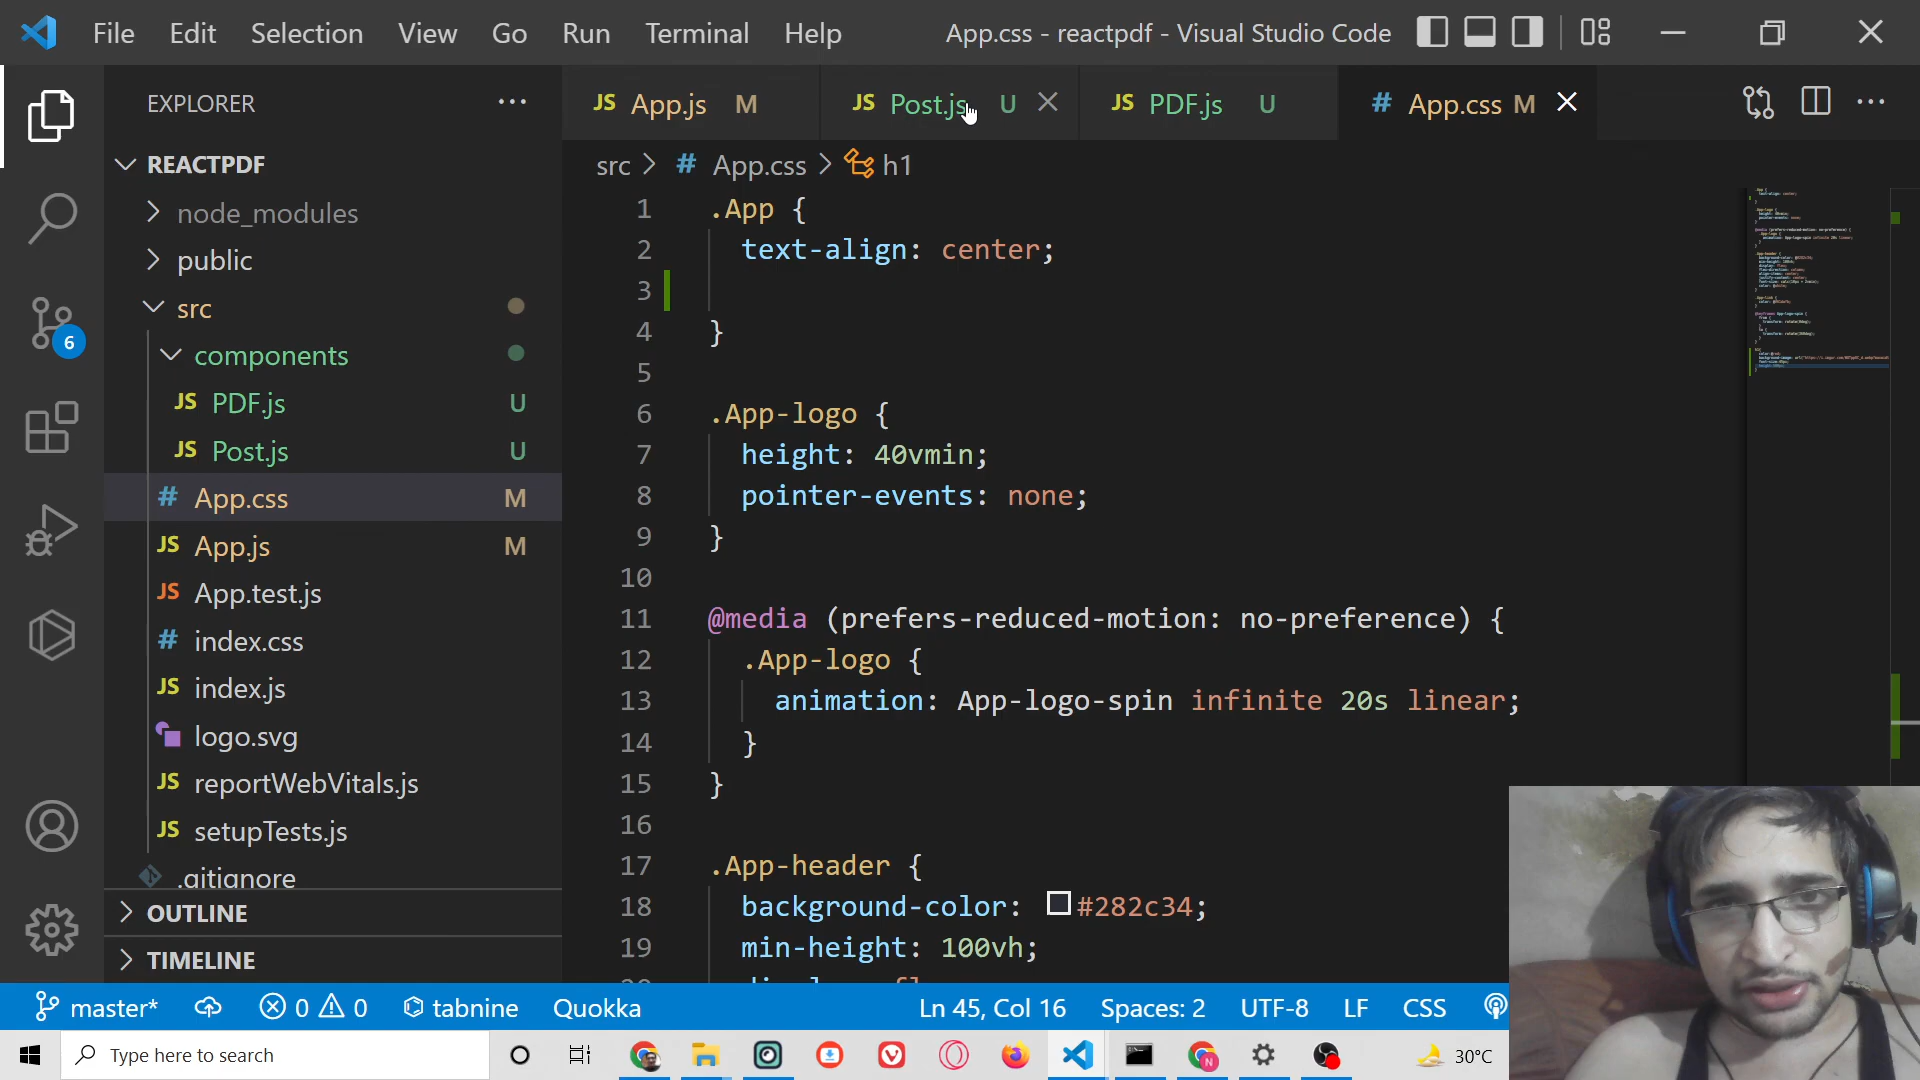 File Edit Selection View Go Run Terminal Help App.css - reactpdf - Visual Studio Code
EXPLORER
JS App.js M JS Post.js U JS PDF.js U # App.css M
REACTPDF
src > # App.css > h1
node_modules
public
src
components
JS PDF.js U
JS Post.js U
# App.css M
JS App.js M
JS App.test.js
# index.css
JS index.js
logo.svg
JS reportWebVitals.js
JS setupTests.js
.gitignore
OUTLINE
TIMELINE
6
1 .App {
2 text-align: center;
3
4 }
5
6 .App-logo {
7 height: 40vmin;
8 pointer-events: none;
9 }
10
11 @media (prefers-reduced-motion: no-preference) {
12 .App-logo {
13 animation: App-logo-spin infinite 20s linear;
14 }
15 }
16
17 .App-header {
18 background-color: #282c34;
19 min-height: 100vh;
master* 0 0 tabnine Quokka Ln 45, Col 16 Spaces: 2 UTF-8 LF CSS
Type here to search 30°C